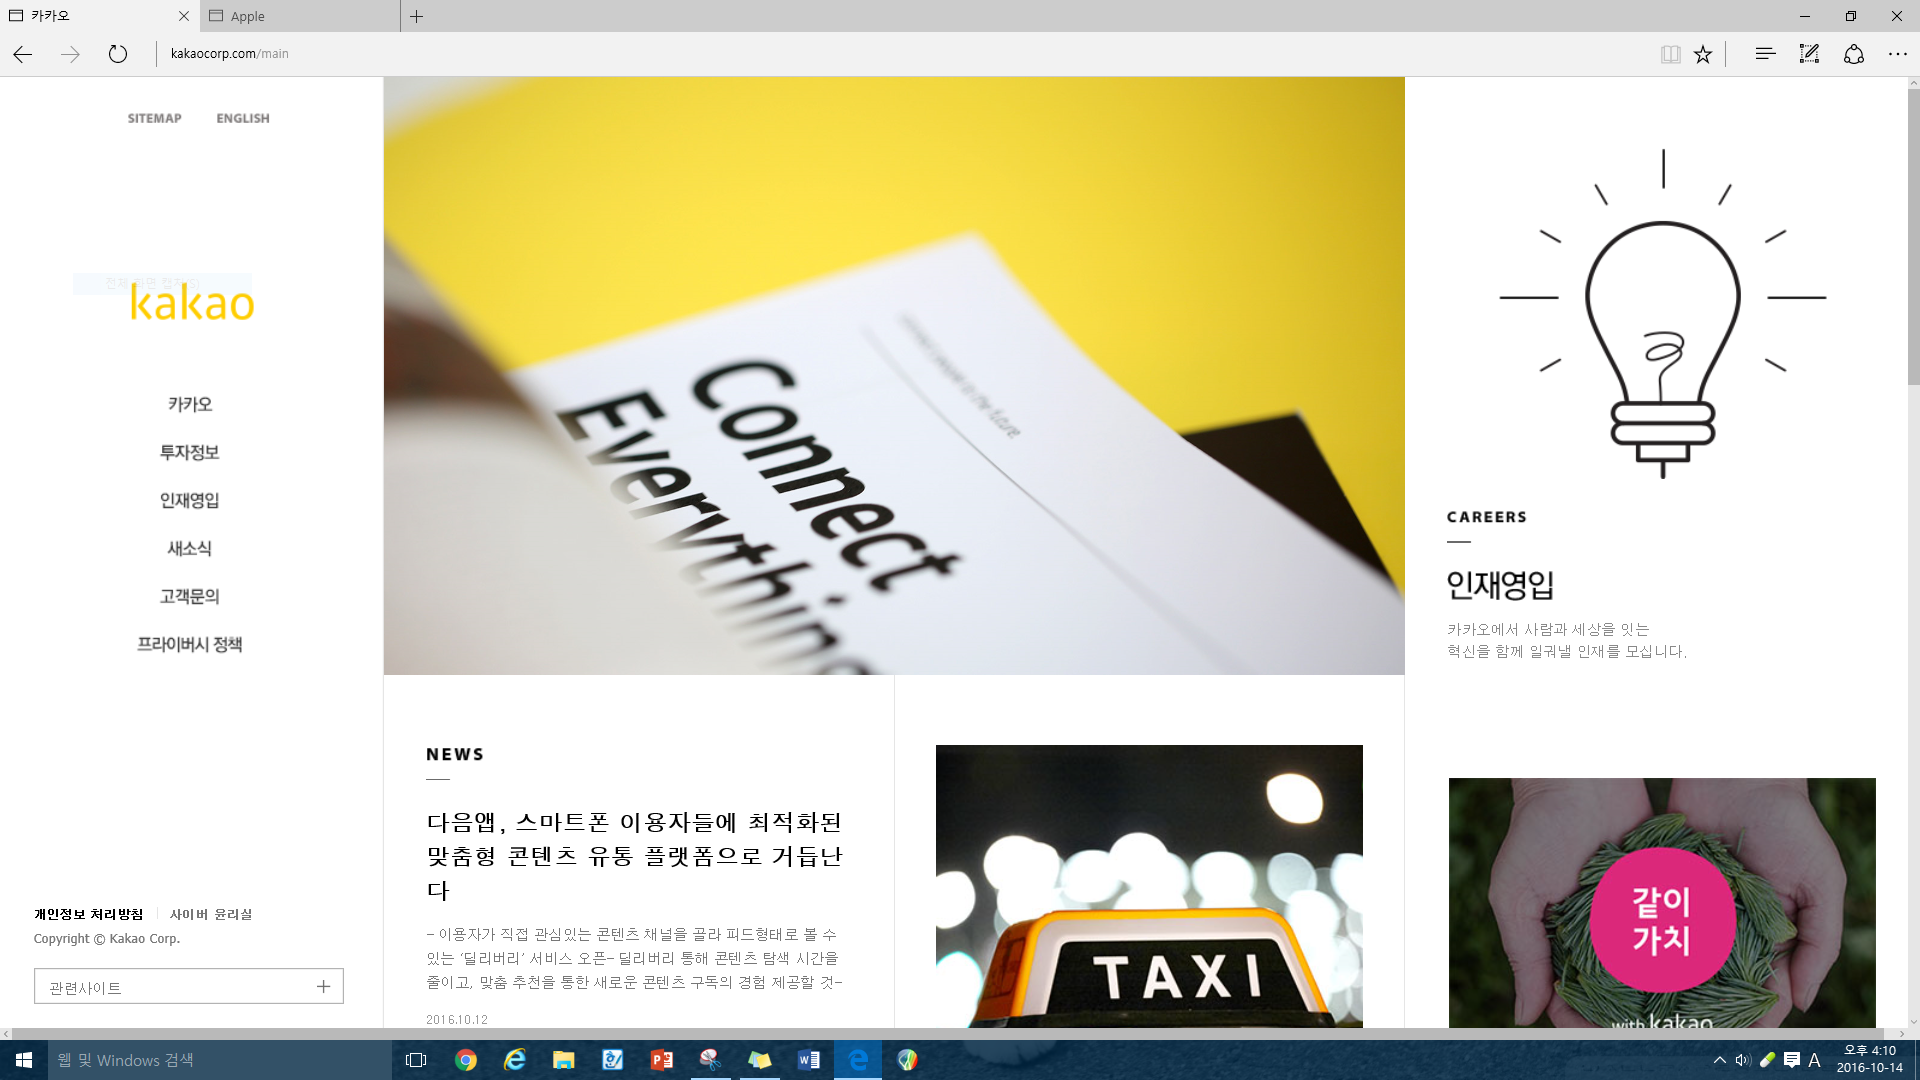 카카오
Apple
kakaocorp.com/main
SITEMAP ENGLISH
kakao
카카오
투자정보
인재영입
새소식
고객문의
프라이버시 정책
개인정보 처리방침 사이버 윤리실
Copyright © Kakao Corp.
관련사이트
Connect
Everything
CAREERS
인재영입
카카오에서 사람과 세상을 잇는
혁신을 함께 일궈낼 인재를 모십니다.
NEWS
다음앱, 스마트폰 이용자들에 최적화된
맞춤형 콘텐츠 유통 플랫폼으로 거듭난
다
- 이용자가 직접 관심있는 콘텐츠 채널을 골라 피드형태로 볼 수
있는 ‘딜리버리’ 서비스 오픈- 딜리버리 통해 콘텐츠 탐색 시간을
줄이고, 맞춤 추천을 통한 새로운 콘텐츠 구독의 경험 제공할 것-
2016.10.12
TAXI
같이
가치
with kakao
웹 및 Windows 검색
A
오후 4:10
2016-10-14